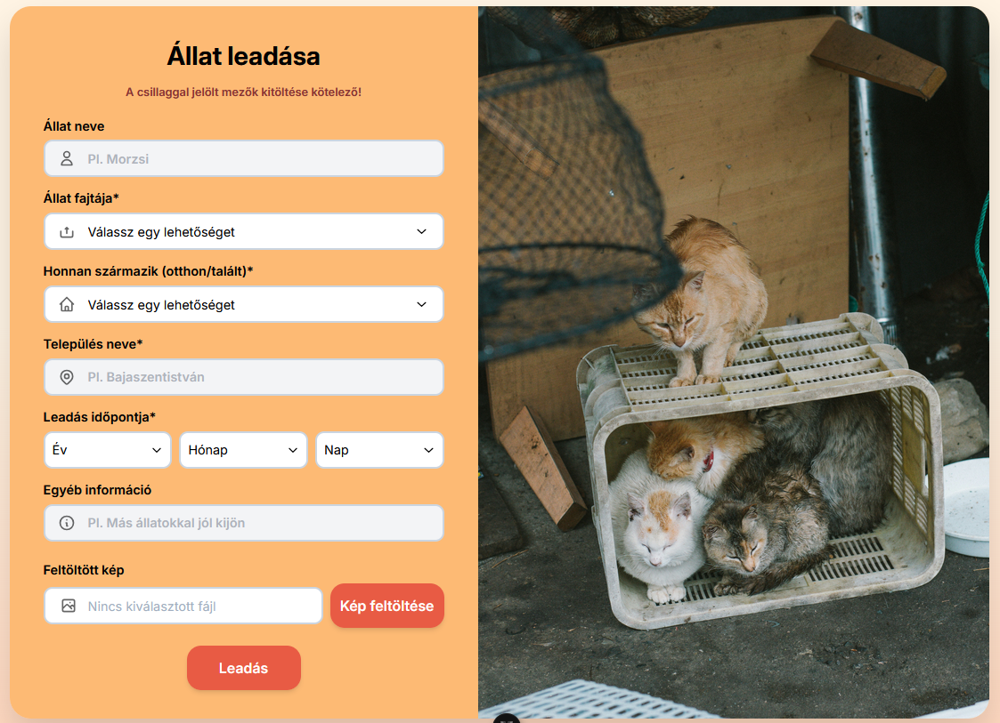 Állat leadása
A csillaggal jelölt mezők kitöltése kötelező!
Állat neve
Pl. Morzsi
Állat fajtája*
Válassz egy lehetőséget
Honnan származik (otthon/talált)*
Válassz egy lehetőséget
Település neve*
Pl. Bajaszentistván
Leadás időpontja*
Év Hónap Nap
Egyéb információ
Pl. Más állatokkal jól kijön
Feltöltött kép
Nincs kiválasztott fájl Kép feltöltése
Leadás